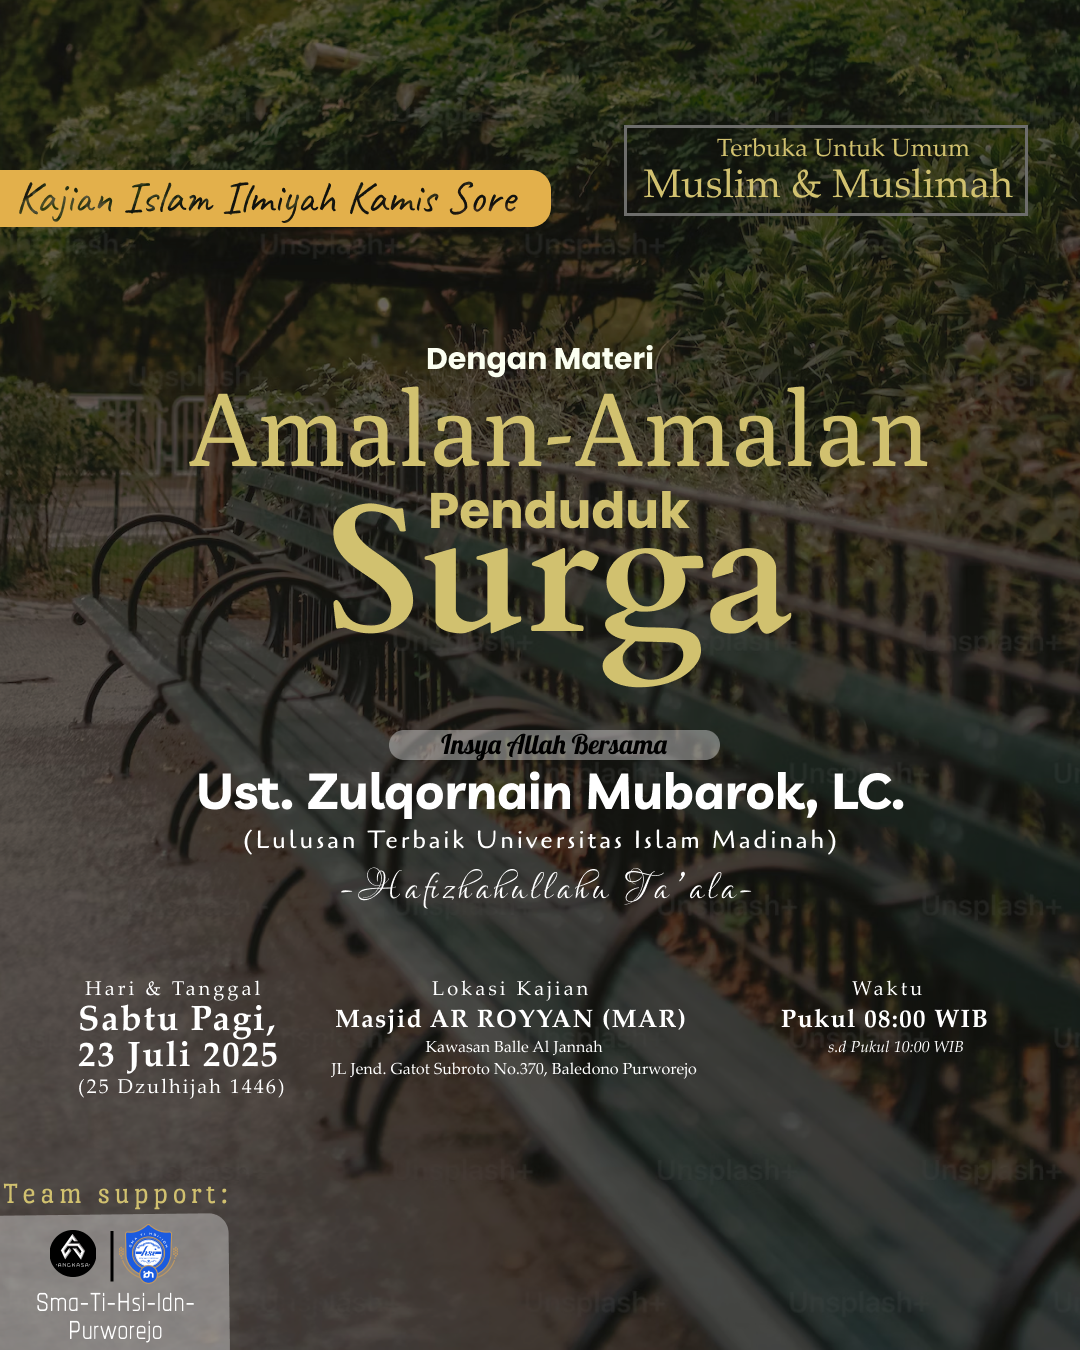 Kajian Islam Ilmiyah Kamis Sore
Terbuka Untuk Umum
Muslim & Muslimah
Dengan Materi
Amalan-Amalan
Penduduk
Surga
Insya Allah Bersama
Ust. Zulqornain Mubarok, LC.
(Lulusan Terbaik Universitas Islam Madinah)
-Hafizhahullahu Ta'ala-
Hari & Tanggal
Sabtu Pagi,
23 Juli 2025
(25 Dzulhijah 1446)
Lokasi Kajian
Masjid AR ROYYAN (MAR)
Kawasan Balle Al Jannah
JL Jend. Gatot Subroto No.370, Baledono Purworejo
Waktu
Pukul 08:00 WIB
s.d Pukul 10:00 WIB
Team support:
ANGKASA
hsi
Sma-Ti-Hsi-Idn-
Purworejo
Unsplash+